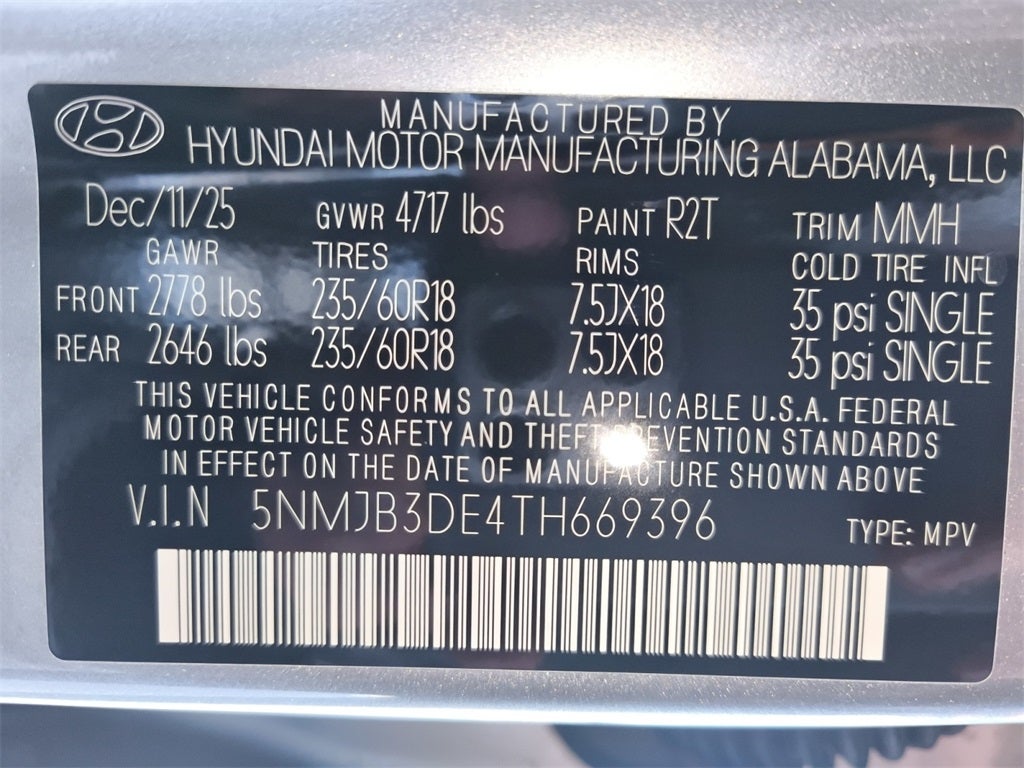 MANUFACTURED BY
HYUNDAI MOTOR MANUFACTURING ALABAMA, LLC
Dec/11/25 GVWR 4717 lbs PAINT R2T TRIM MMH
GAWR TIRES RIMS COLD TIRE INFL
FRONT 2778 lbs 235/60R18 7.5JX18 35 psi SINGLE
REAR 2646 lbs 235/60R18 7.5JX18 35 psi SINGLE
THIS VEHICLE CONFORMS TO ALL APPLICABLE U.S.A. FEDERAL
MOTOR VEHICLE SAFETY AND THEFT PREVENTION STANDARDS
IN EFFECT ON THE DATE OF MANUFACTURE SHOWN ABOVE
V.I.N 5NMJB3DE4TH669396 TYPE: MPV